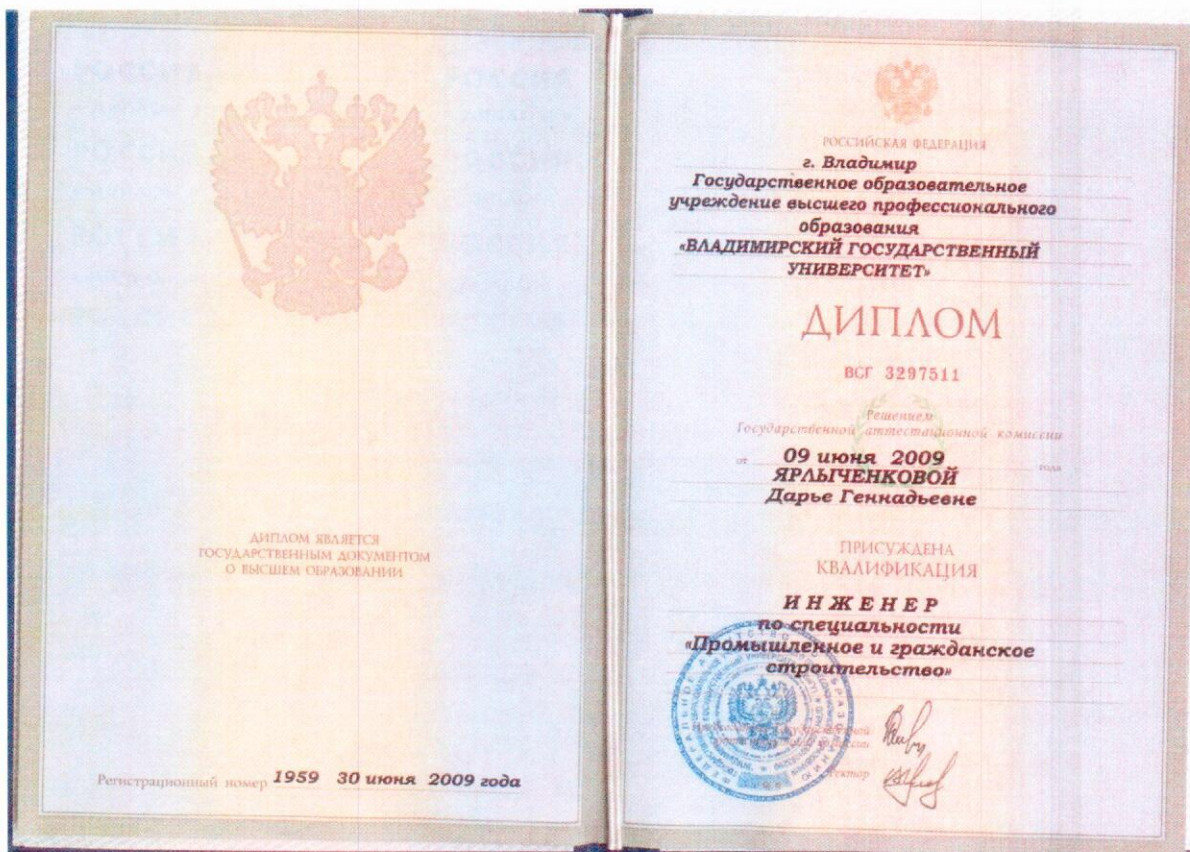 ДИПЛОМ ЯВЛЯЕТСЯ
ГОСУДАРСТВЕННЫМ ДОКУМЕНТОМ
О ВЫСШЕМ ОБРАЗОВАНИИ
Регистрационный номер 1959 30 июня 2009 года
РОССИЙСКАЯ ФЕДЕРАЦИЯ
г. Владимир
Государственное образовательное
учреждение высшего профессионального
образования
«ВЛАДИМИРСКИЙ ГОСУДАРСТВЕННЫЙ
УНИВЕРСИТЕТ»
ДИПЛОМ
ВСГ 3297511
Решением
Государственной аттестационной комиссии
от 09 июня 2009 года
ЯРЛЫЧЕНКОВОЙ
Дарье Геннадьевне
ПРИСУЖДЕНА
КВАЛИФИКАЦИЯ
ИНЖЕНЕР
по специальности
«Промышленное и гражданское
строительство»
Государственной
комиссии
Ректор